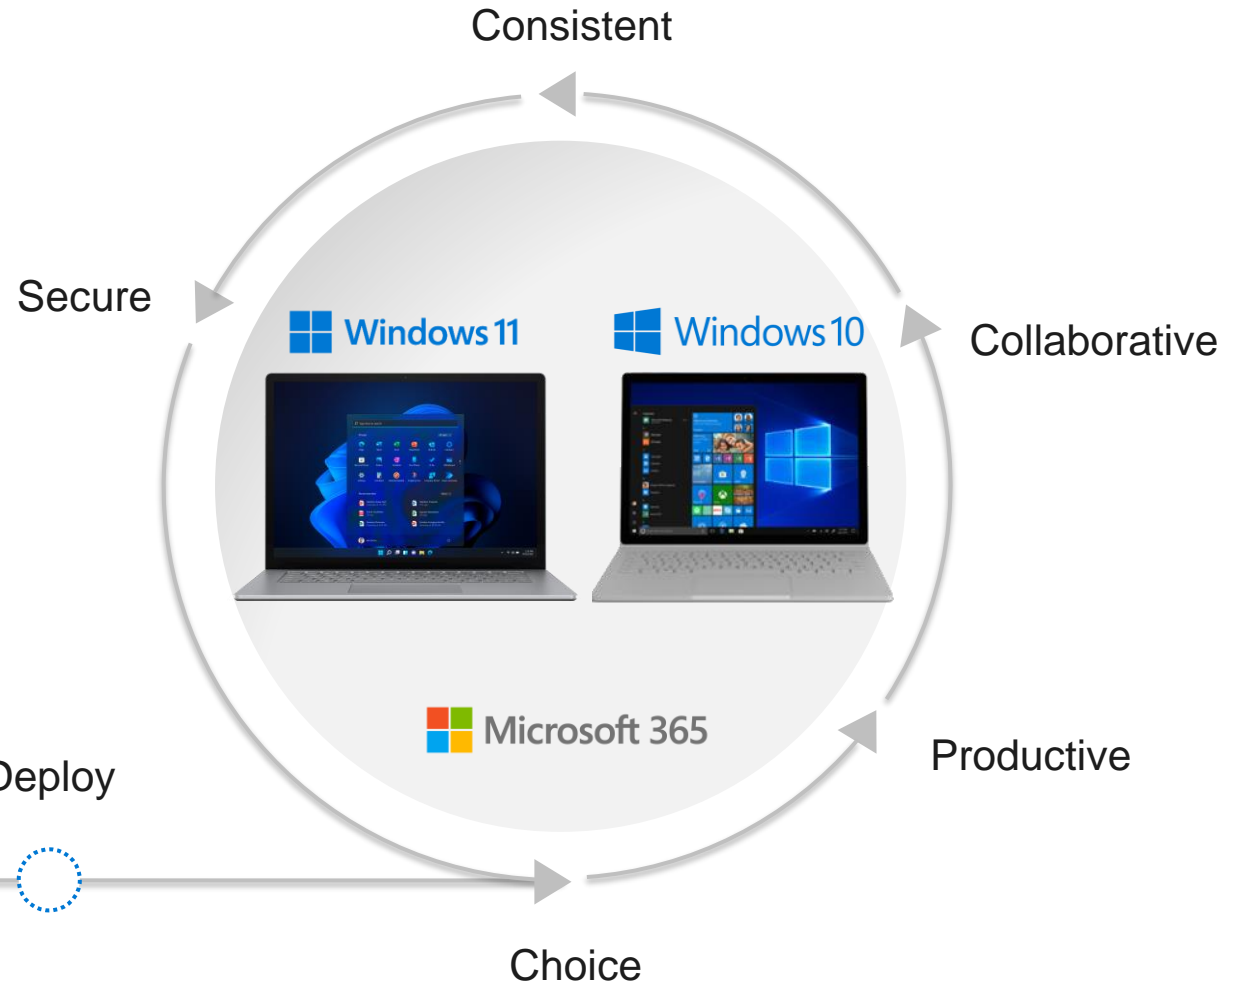 Consistent
Secure
Windows 11
Windows 10
Collaborative
Microsoft 365
Productive
Deploy
Choice